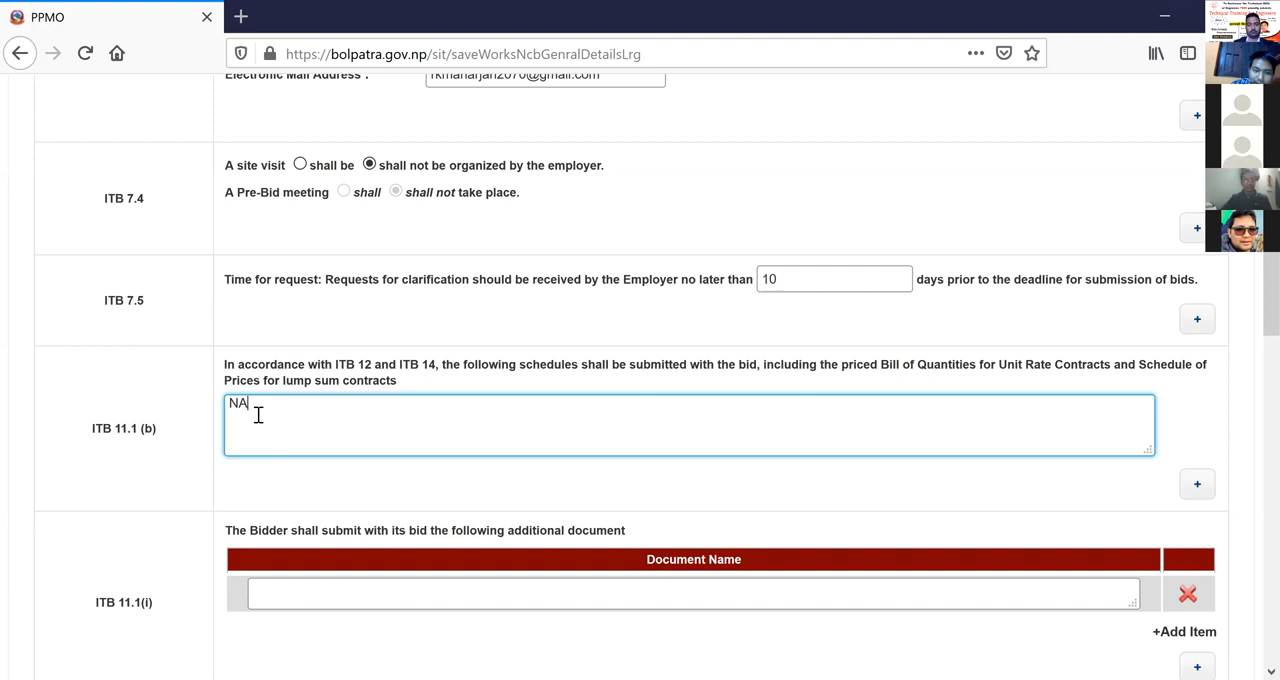 PPMO
https://bolpatra.gov.np/slt/saveWorksNcbGenralDetailsLrg
Electronic Mail Address :
rkmaharjan2070@gmail.com
+
ITB 7.4
A site visit shall be shall not be organized by the employer.
A Pre-Bid meeting shall shall not take place.
+
ITB 7.5
Time for request: Requests for clarification should be received by the Employer no later than 10 days prior to the deadline for submission of bids.
+
ITB 11.1 (b)
In accordance with ITB 12 and ITB 14, the following schedules shall be submitted with the bid, including the priced Bill of Quantities for Unit Rate Contracts and Schedule of
Prices for lump sum contracts
NA
+
ITB 11.1(i)
The Bidder shall submit with its bid the following additional document
Document Name
+Add Item
+